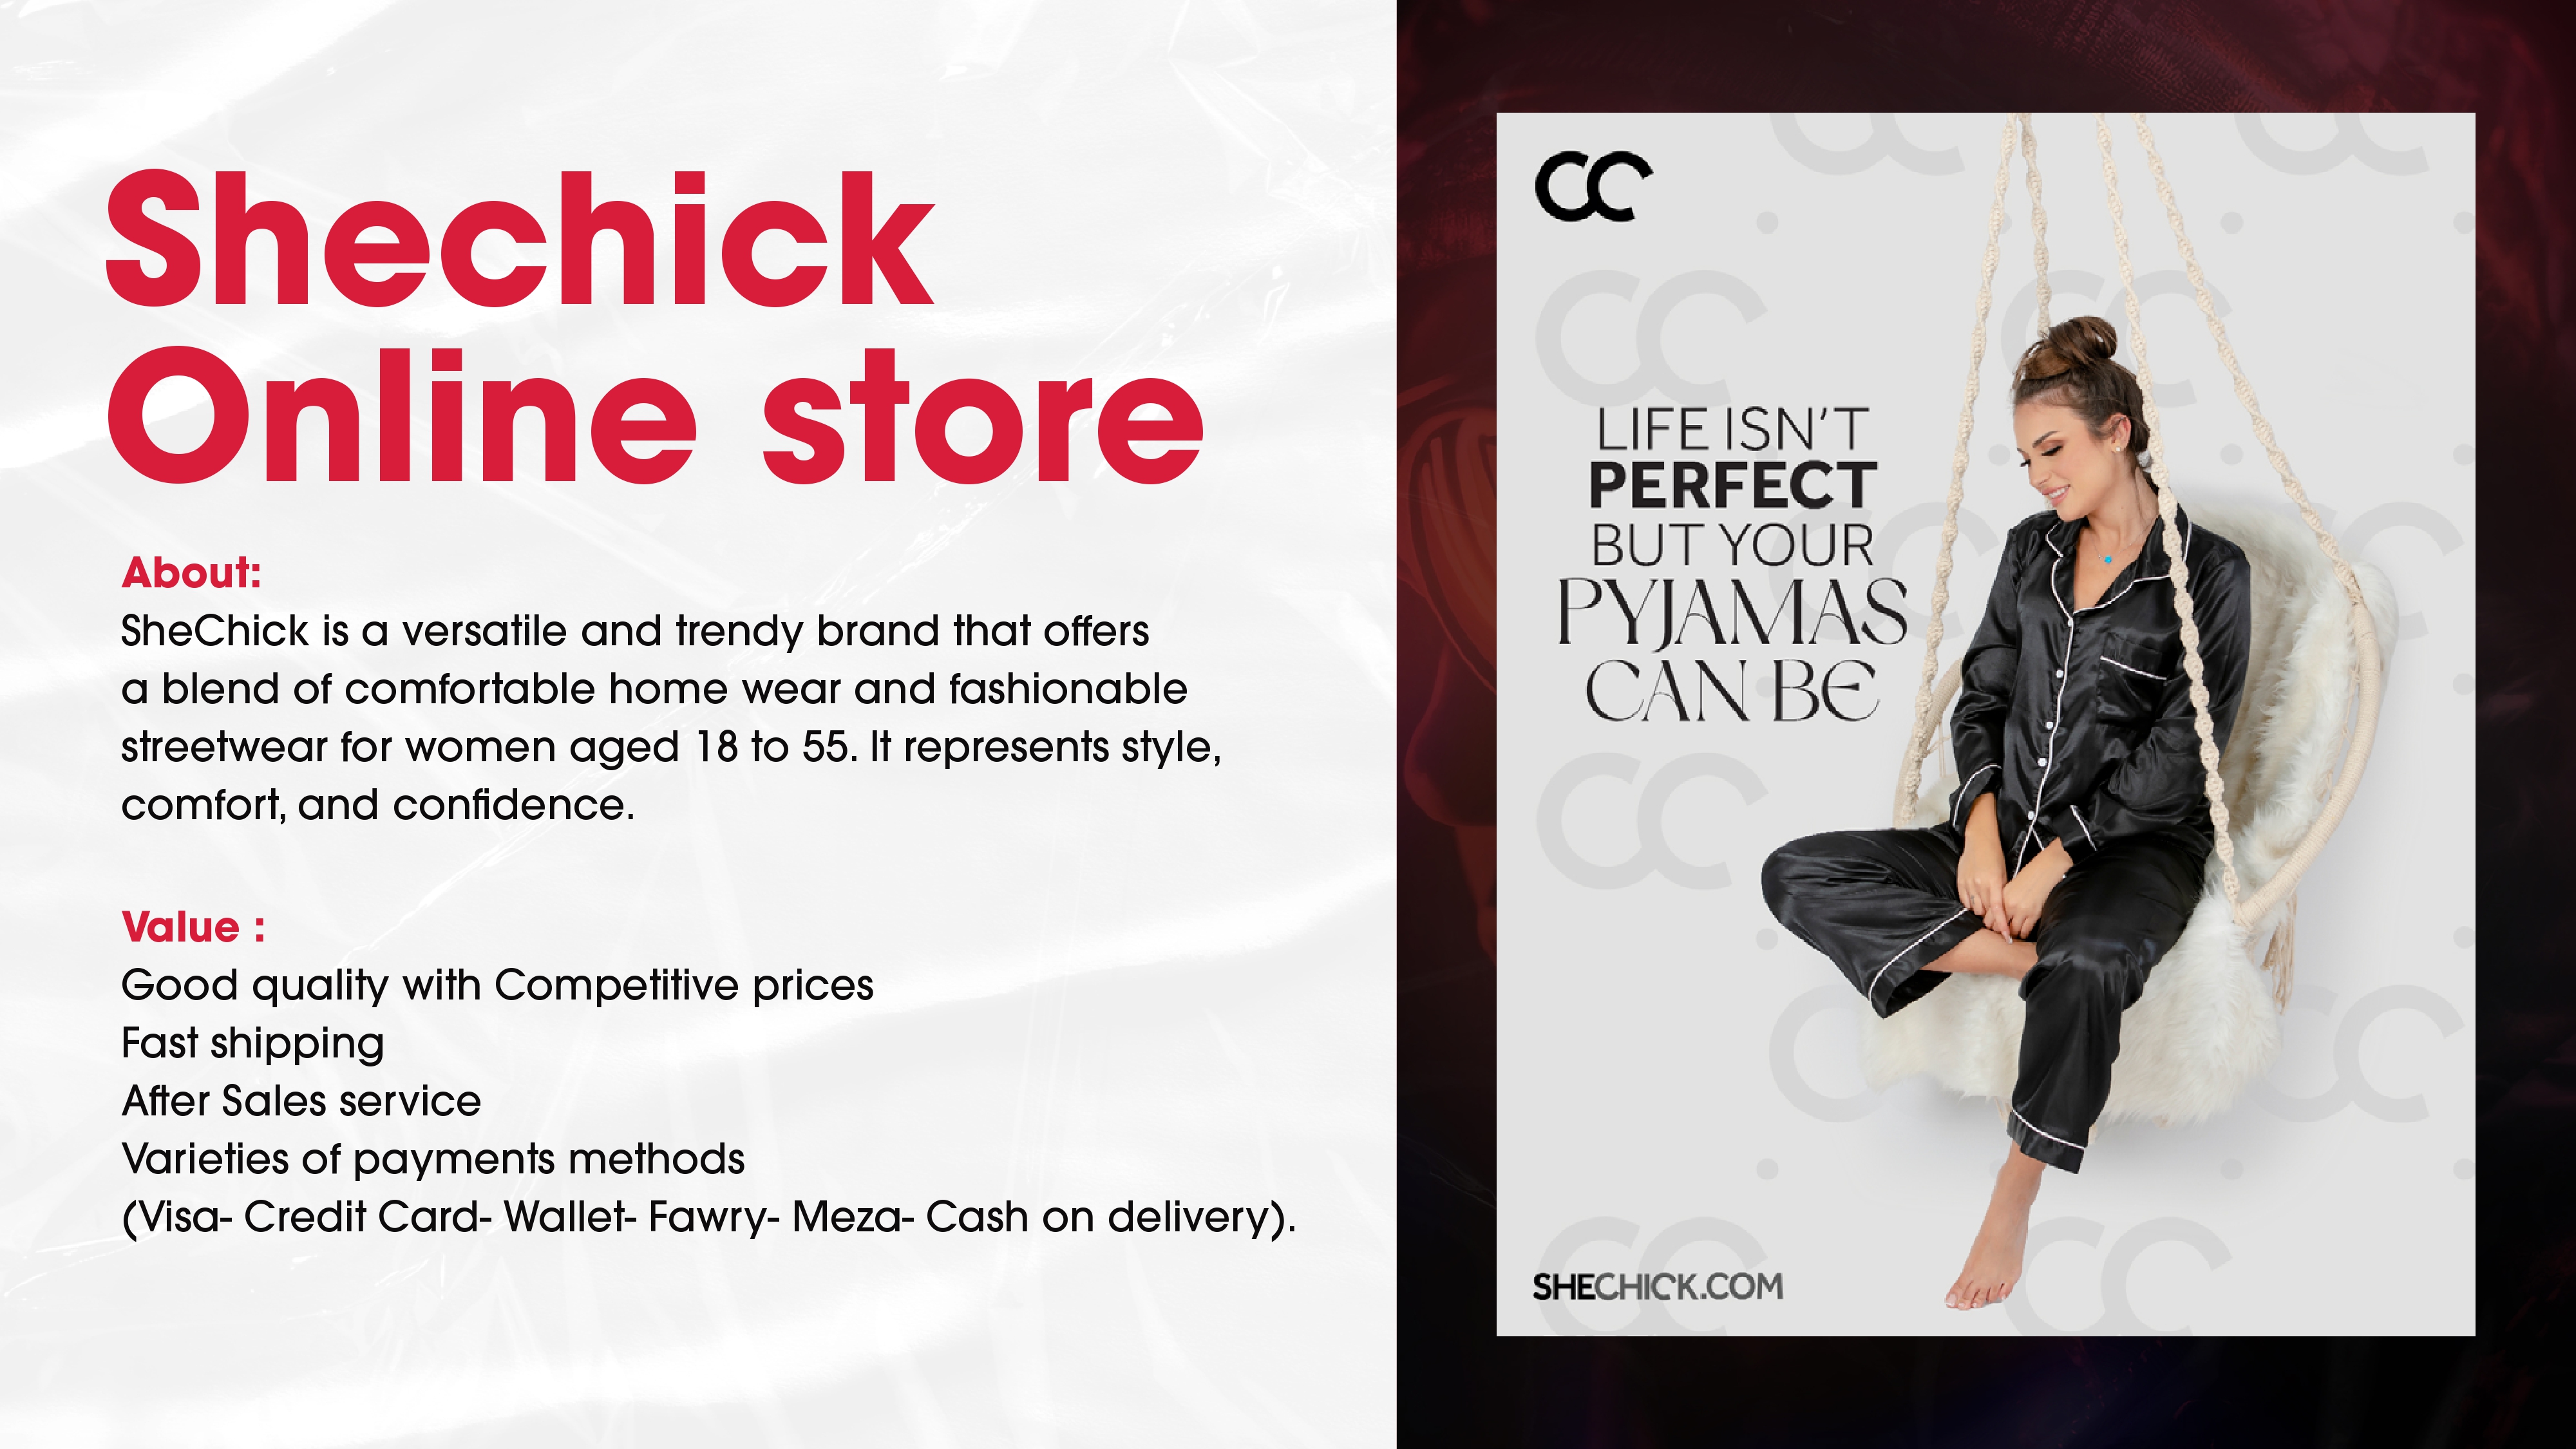 Shechick
Online store
About:
SheChick is a versatile and trendy brand that offers
a blend of comfortable home wear and fashionable
streetwear for women aged 18 to 55. It represents style,
comfort, and confidence.
Value :
Good quality with Competitive prices
Fast shipping
After Sales service
Varieties of payments methods
(Visa- Credit Card- Wallet- Fawry- Meza- Cash on delivery).
CC
LIFE ISN'T
PERFECT
BUT YOUR
PYJAMAS
CAN BE
SHECHICK.COM